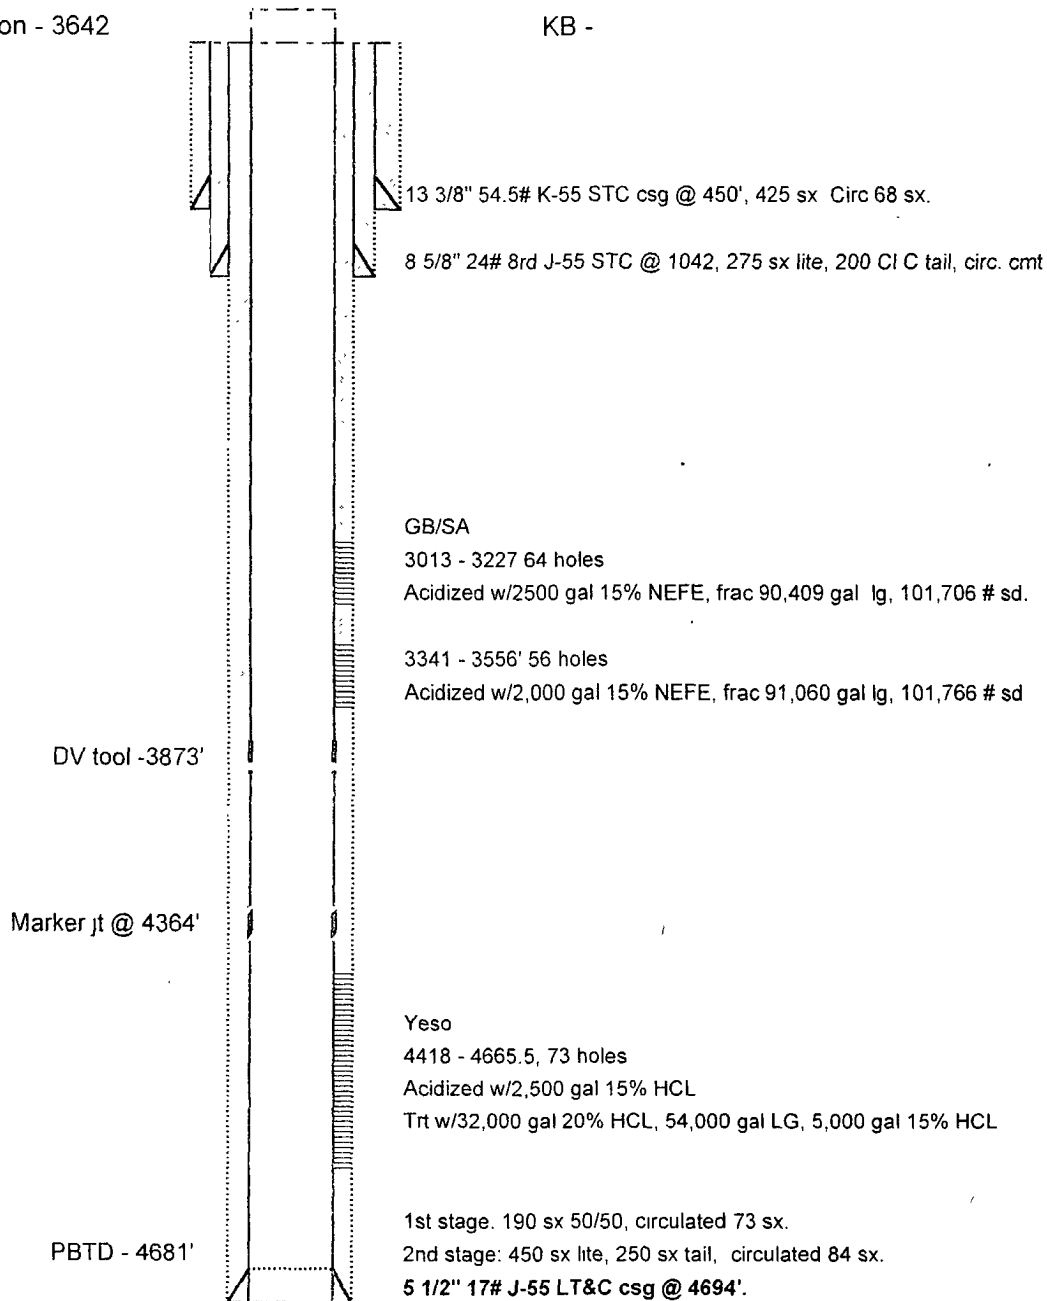 on - 3642 KB -
13 3/8" 54.5# K-55 STC csg @ 450', 425 sx Circ 68 sx.
8 5/8" 24# 8rd J-55 STC @ 1042, 275 sx lite, 200 Cl C tail, circ. cmt
GB/SA
3013 - 3227 64 holes
Acidized w/2500 gal 15% NEFE, frac 90,409 gal lg, 101,706 # sd.
3341 - 3556' 56 holes
Acidized w/2,000 gal 15% NEFE, frac 91,060 gal lg, 101,766 # sd
DV tool -3873'
Marker jt @ 4364'
Yeso
4418 - 4665.5, 73 holes
Acidized w/2,500 gal 15% HCL
Trt w/32,000 gal 20% HCL, 54,000 gal LG, 5,000 gal 15% HCL
1st stage. 190 sx 50/50, circulated 73 sx.
PBTD - 4681'
2nd stage: 450 sx lite, 250 sx tail, circulated 84 sx.
5 1/2" 17# J-55 LT&C csg @ 4694'.